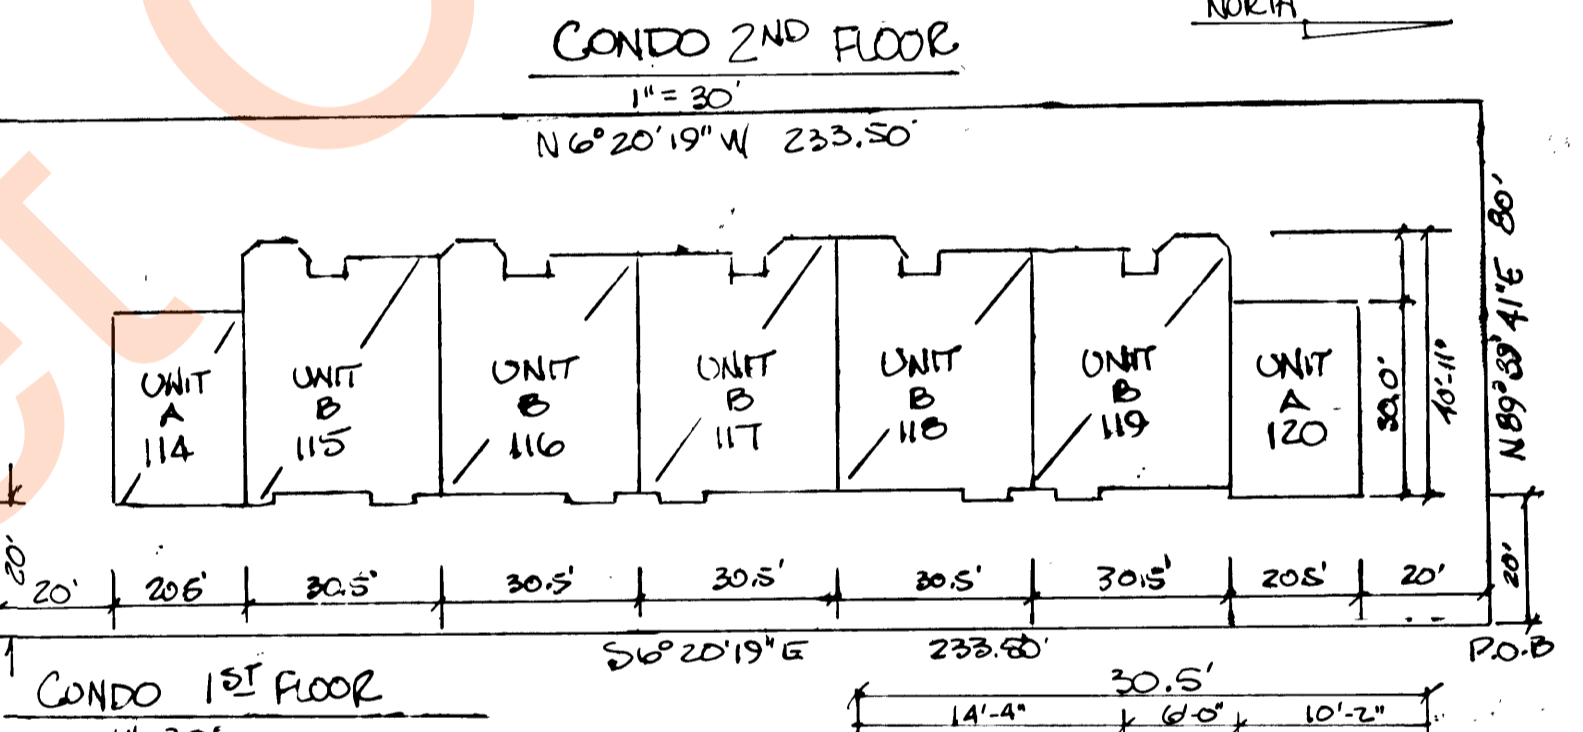 NORTH
CONDO 2ND FLOOR
1" = 30'
N 6° 20' 19" W 233.50'
N 89° 39' 41" E 80'
UNIT A 114
UNIT B 115
UNIT B 116
UNIT B 117
UNIT B 118
UNIT B 119
UNIT A 120
30.0'
40'-11"
20'
20'
20.5'
30.5'
30.5'
30.5'
30.5'
30.5'
20.5'
20'
20'
S 6° 20' 19" E 233.50'
P.O.B
CONDO 1ST FLOOR
30.5'
14'-4"
6'-0"
10'-2"